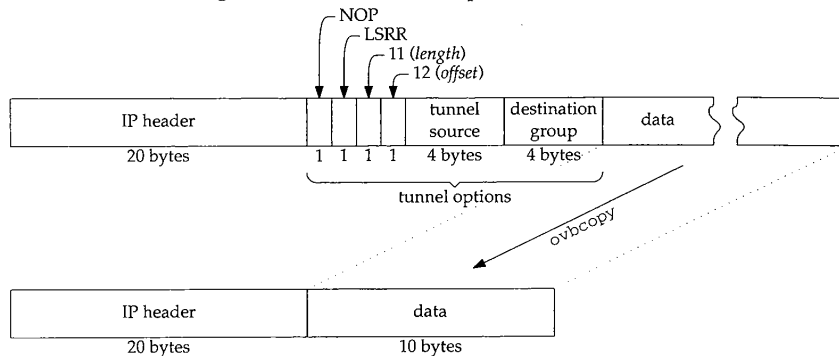 NOP
LSRR
11 (length)
12 (offset)
IP header
tunnel source
destination group
data
20 bytes
1
1
1
1
4 bytes
4 bytes
tunnel options
ovbcopy
IP header
data
20 bytes
10 bytes